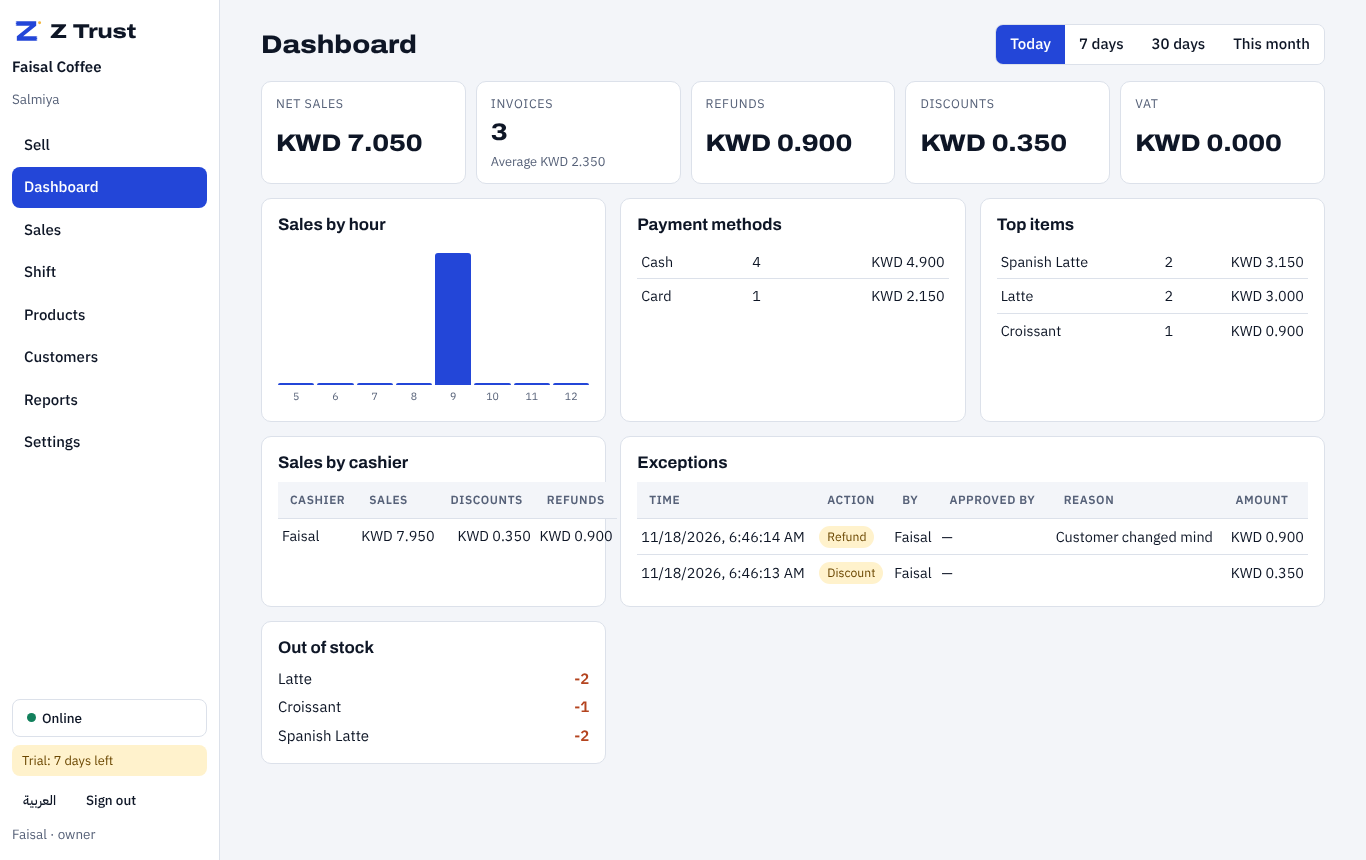 Z Trust
Faisal Coffee
Salmiya
Sell
Dashboard
Sales
Shift
Products
Customers
Reports
Settings
Online
Trial: 7 days left
العربية Sign out
Faisal · owner
Dashboard
Today 7 days 30 days This month
NET SALES
KWD 7.050
INVOICES
3
Average KWD 2.350
REFUNDS
KWD 0.900
DISCOUNTS
KWD 0.350
VAT
KWD 0.000
Sales by hour
5 6 7 8 9 10 11 12
Payment methods
Cash 4 KWD 4.900
Card 1 KWD 2.150
Top items
Spanish Latte 2 KWD 3.150
Latte 2 KWD 3.000
Croissant 1 KWD 0.900
Sales by cashier
CASHIER SALES DISCOUNTS REFUNDS
Faisal KWD 7.950 KWD 0.350 KWD 0.900
Exceptions
TIME ACTION BY APPROVED BY REASON AMOUNT
11/18/2026, 6:46:14 AM Refund Faisal — Customer changed mind KWD 0.900
11/18/2026, 6:46:13 AM Discount Faisal — KWD 0.350
Out of stock
Latte -2
Croissant -1
Spanish Latte -2